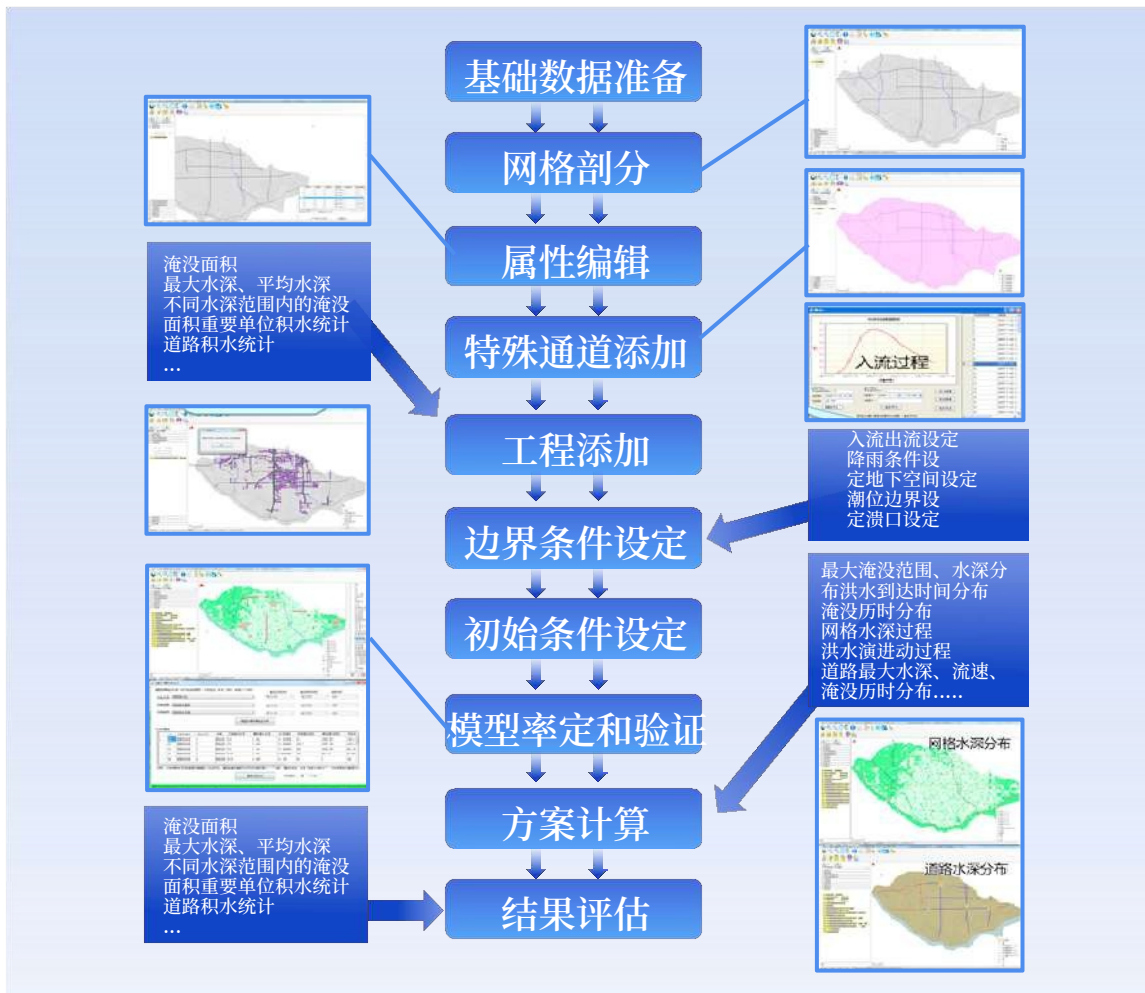 基础数据准备
网格剖分
属性编辑
淹没面积
最大水深、平均水深
不同水深范围内的淹没
面积重要单位积水统计
道路积水统计
...
特殊通道添加
入流过程
工程添加
入流出流设定
降雨条件设
定地下空间设定
潮位边界设
定溃口设定
边界条件设定
最大淹没范围、水深分
布洪水到达时间分布
淹没历时分布
网格水深过程
洪水演进动过程
道路最大水深、流速、
淹没历时分布.....
初始条件设定
模型率定和验证
网格水深分布
方案计算
淹没面积
最大水深、平均水深
不同水深范围内的淹没
面积重要单位积水统计
道路积水统计
...
道路水深分布
结果评估